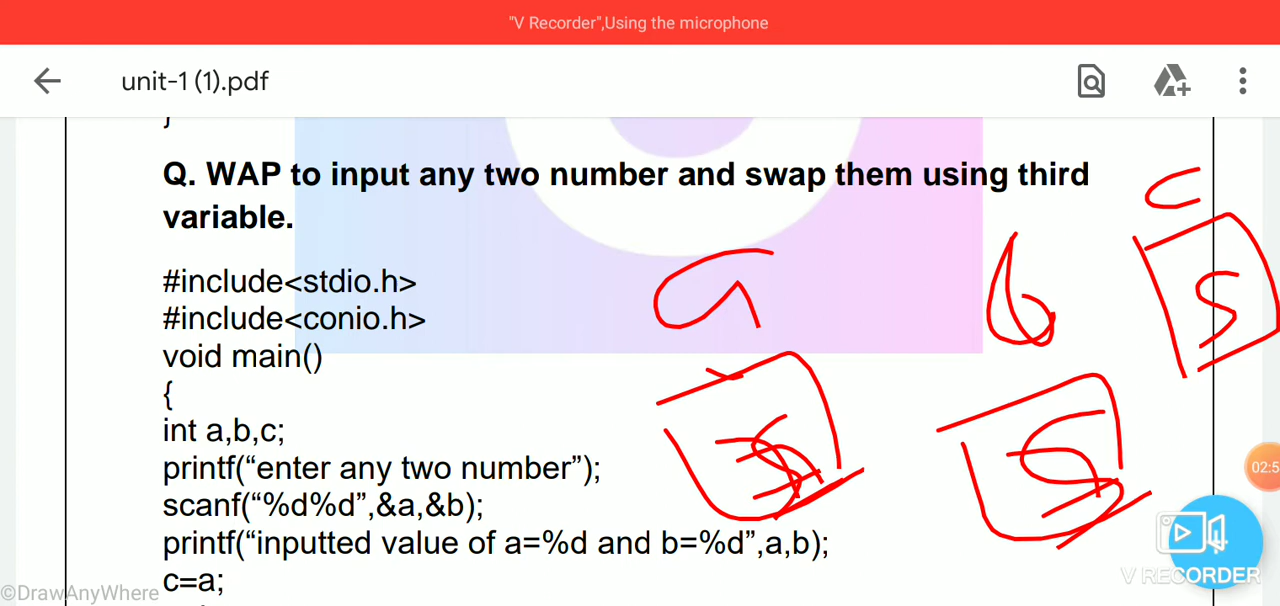 "V Recorder",Using the microphone
unit-1 (1).pdf
}
Q. WAP to input any two number and swap them using third
variable.
#include<stdio.h>
#include<conio.h>
void main()
{
int a,b,c;
printf(“enter any two number”);
scanf(“%d%d”,&a,&b);
printf(“inputted value of a=%d and b=%d”,a,b);
c=a;
a
b
c
5
02:5
V RECORDER
©DrawAnyWhere